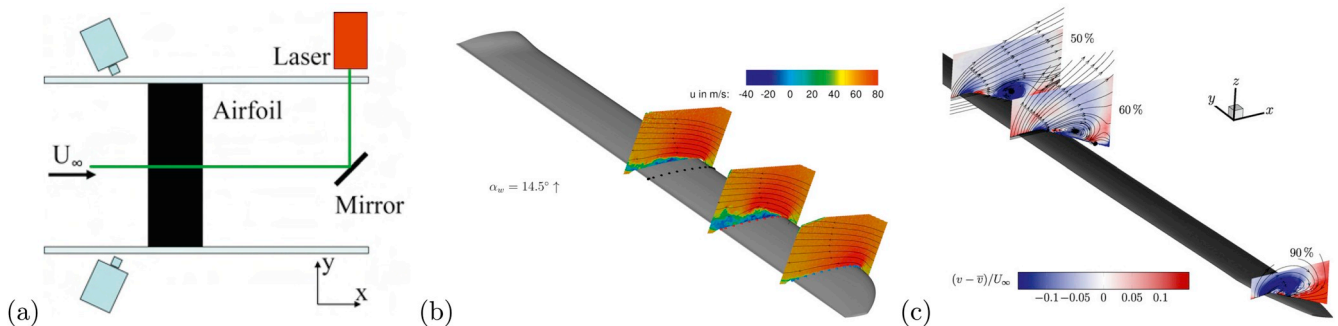 (a)
Laser
Airfoil
U∞
Mirror
y
x
(b)
u in m/s:
-40 -20 0 20 40 60 80
α_w = 14.5° ↑
(c)
50 %
60 %
90 %
z
y
x
(v − v̅)/U∞
−0.1 −0.05 0 0.05 0.1